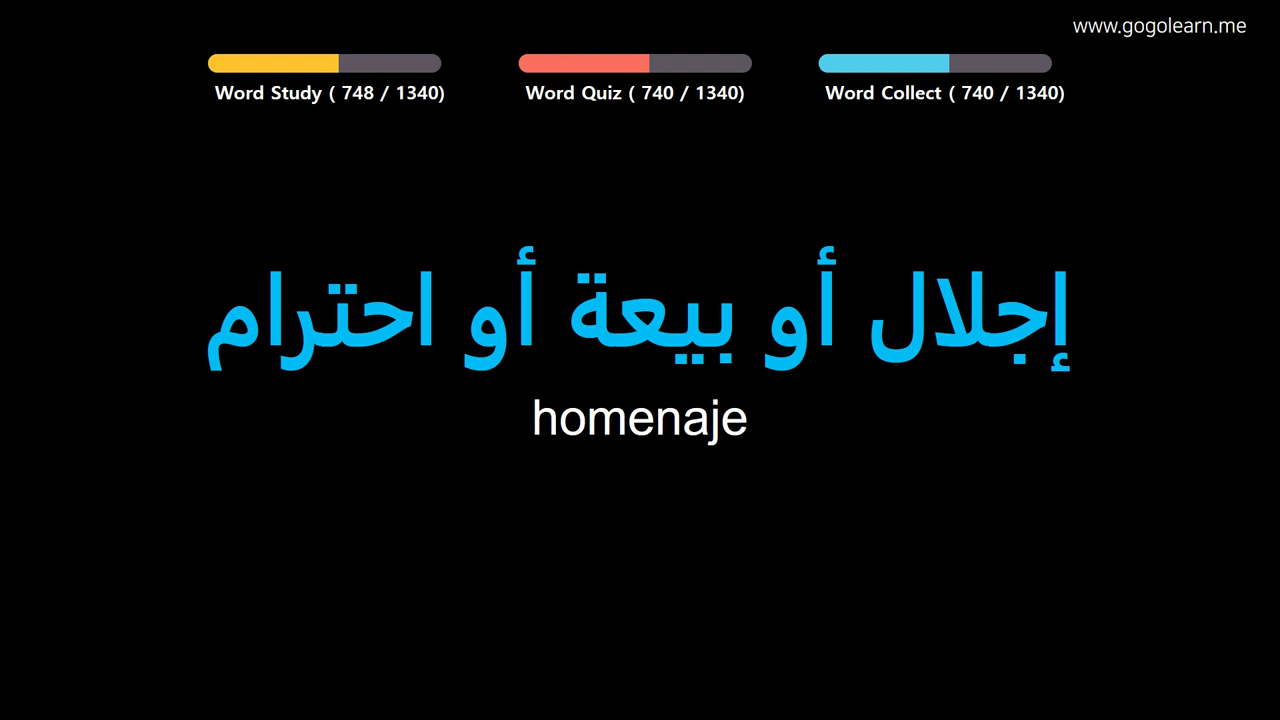 www.gogolearn.me
Word Study ( 748 / 1340)
Word Quiz ( 740 / 1340)
Word Collect ( 740 / 1340)
إجلال أو بيعة أو احترام
homenaje